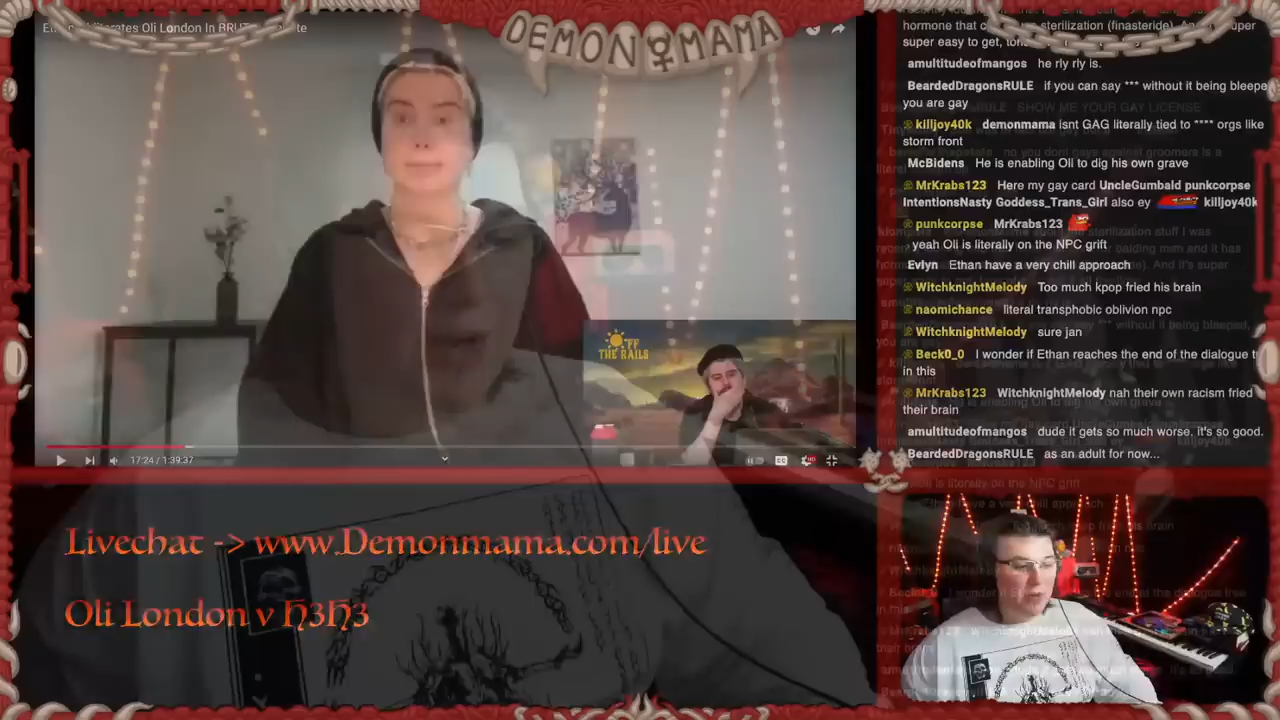 Oli London In
DEMON MAMA
hormone that
sterilization (finasteride).
super easy to get,
amultitudeofmangos he rly rly is.
BeardedDragonsRULE if you can say *** without it being bleepe
you are gay
killjoy40k demonmama isnt GAG literally tied to **** orgs like
storm front
McBidens He is enabling Oli to dig his own grave
MrKrabs123 Here my gay card UncleGumbald punkcorpse
IntentionsNasty Goddess_Trans_Girl also ey killjoy40k
punkcorpse MrKrabs123
yeah Oli is literally on the NPC grift
Evlyn Ethan have a very chill approach
WitchknightMelody Too much kpop fried his brain
naomichance literal transphobic oblivion npc
WitchknightMelody sure jan
Beck0_0 I wonder if Ethan reaches the end of the dialogue
in this
MrKrabs123 WitchknightMelody nah their own racism fried
their brain
amultitudeofmangos dude it gets so much worse, it's so good.
BeardedDragonsRULE as an adult for now...
OFF
THE RAILS
17:24 / 1:39:37
Livechat -> www.Demonmama.com/live
Oli London v H3H3